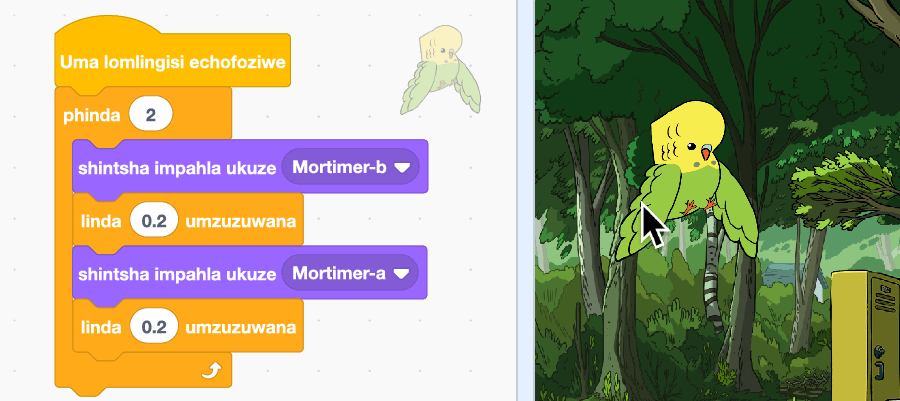 Uma lomlingisi echofoziwe
phinda 2
shintsha impahla ukuze Mortimer-b
linda 0.2 umzuzuwana
shintsha impahla ukuze Mortimer-a
linda 0.2 umzuzuwana